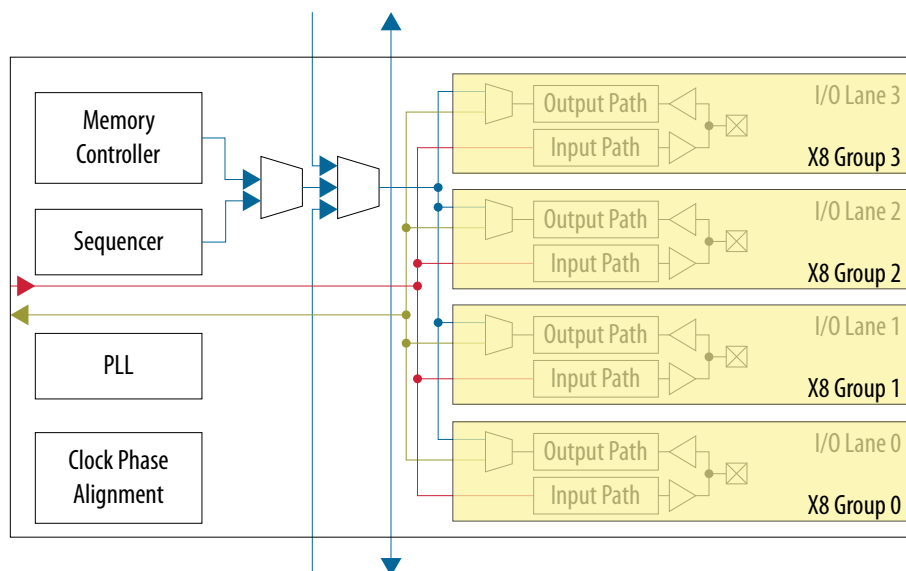 Memory
Controller
Sequencer
PLL
Clock Phase
Alignment
Output Path
I/O Lane 3
Input Path
X8 Group 3
Output Path
I/O Lane 2
Input Path
X8 Group 2
Output Path
I/O Lane 1
Input Path
X8 Group 1
Output Path
I/O Lane 0
Input Path
X8 Group 0